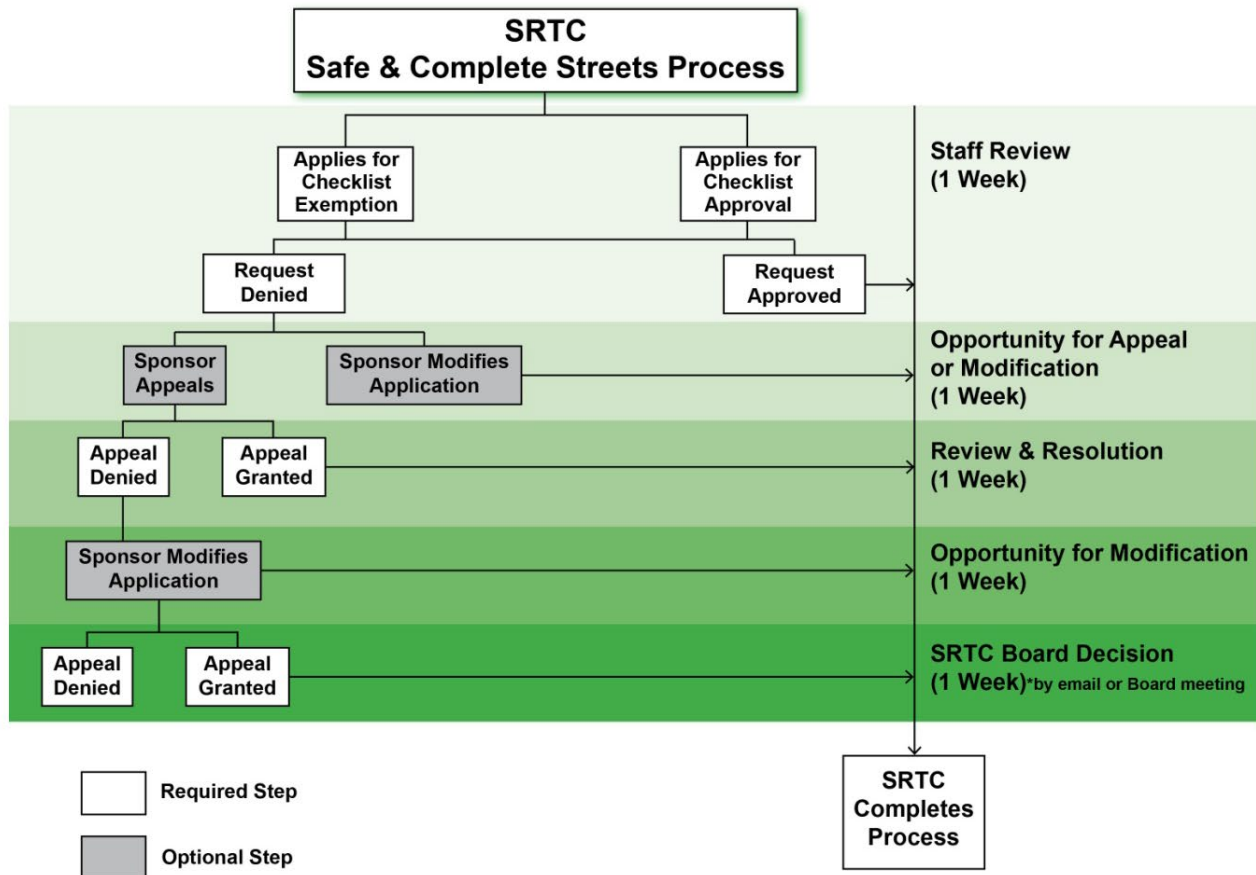 SRTC
Safe & Complete Streets Process
Applies for
Checklist
Exemption
Applies for
Checklist
Approval
Staff Review
(1 Week)
Request
Denied
Request
Approved
Sponsor
Appeals
Sponsor Modifies
Application
Opportunity for Appeal
or Modification
(1 Week)
Appeal
Denied
Appeal
Granted
Review & Resolution
(1 Week)
Sponsor Modifies
Application
Opportunity for Modification
(1 Week)
Appeal
Denied
Appeal
Granted
SRTC Board Decision
(1 Week)*by email or Board meeting
Required Step
Optional Step
SRTC
Completes
Process